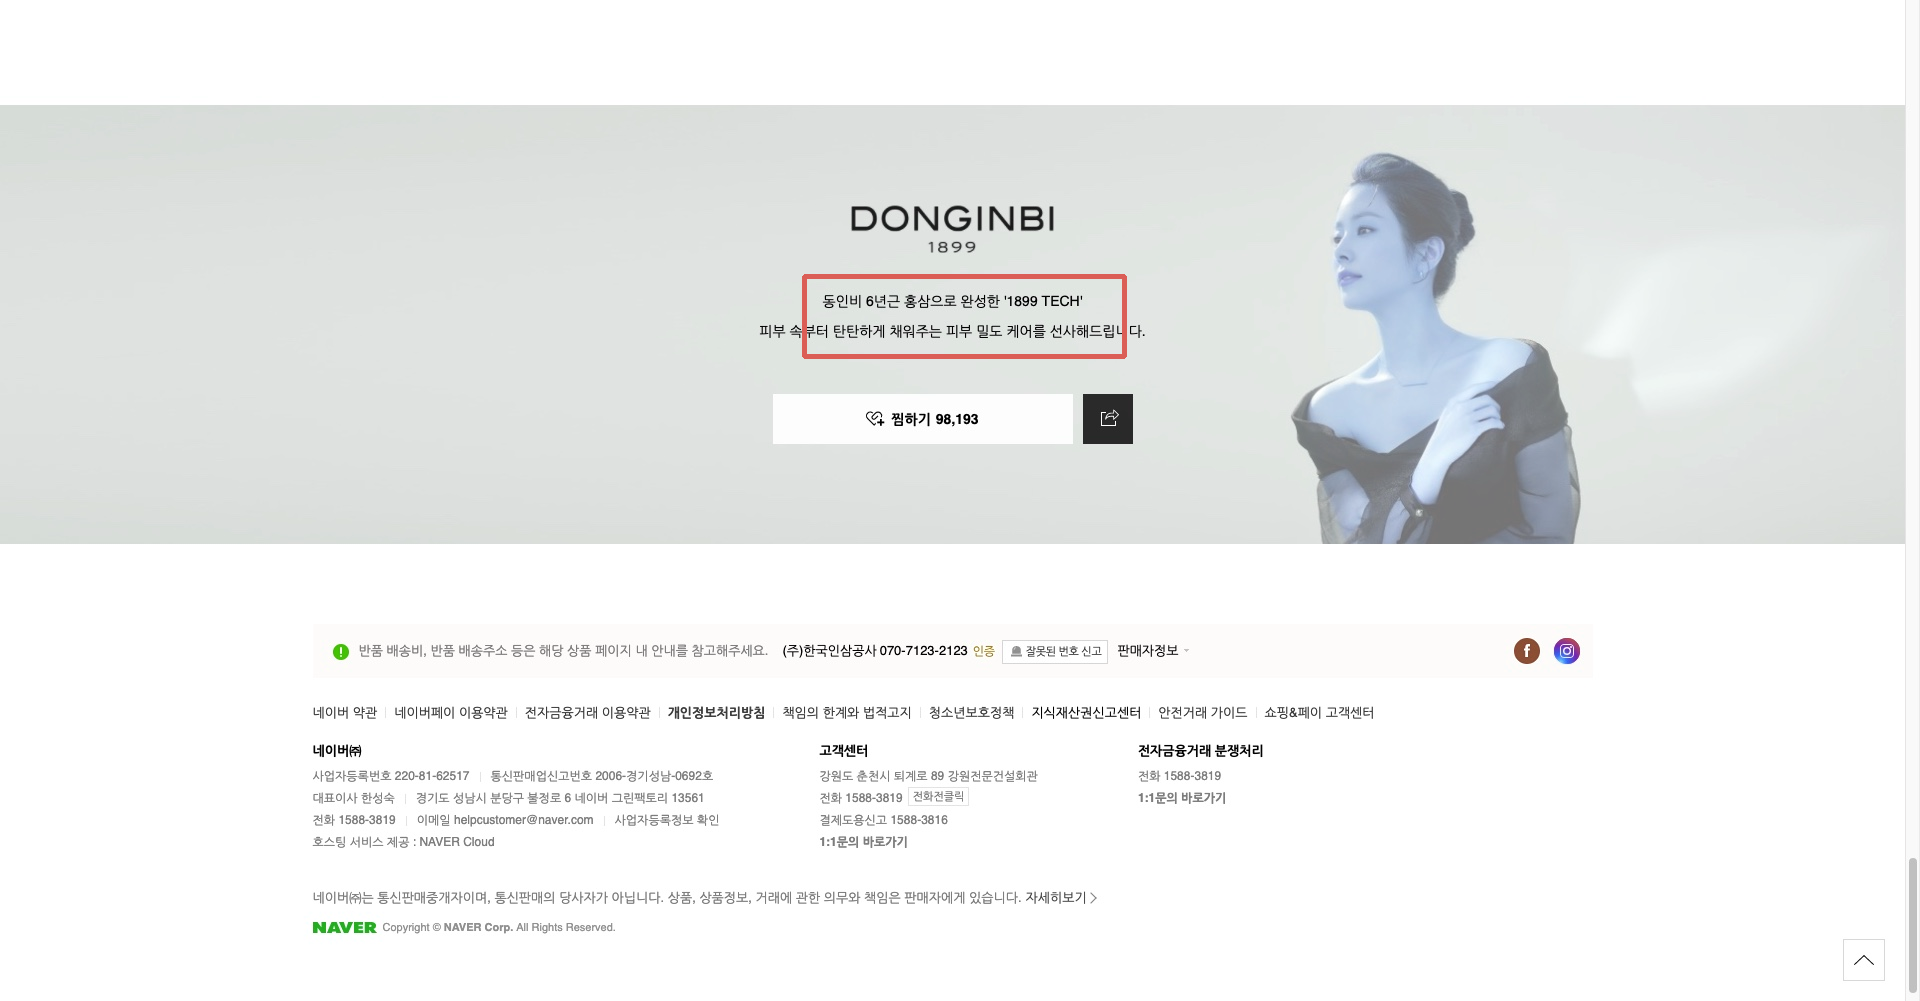 DONGINBI
1899
동인비 6년근 홍삼으로 완성한 '1899 TECH'
피부 속부터 탄탄하게 채워주는 피부 밀도 케어를 선사해드립니다.
찜하기 98,193
반품 배송비, 반품 배송주소 등은 해당 상품 페이지 내 안내를 참고해주세요. (주)한국인삼공사 070-7123-2123 인증 잘못된 번호 신고 판매자정보
네이버 약관 네이버페이 이용약관 전자금융거래 이용약관 개인정보처리방침 책임의 한계와 법적고지 청소년보호정책 지식재산권신고센터 안전거래 가이드 쇼핑&페이 고객센터
네이버㈜
사업자등록번호 220-81-62517 통신판매업신고번호 2006-경기성남-0692호
대표이사 한성숙 경기도 성남시 분당구 불정로 6 네이버 그린팩토리 13561
전화 1588-3819 이메일 helpcustomer@naver.com 사업자등록정보 확인
호스팅 서비스 제공 : NAVER Cloud
고객센터
강원도 춘천시 퇴계로 89 강원전문건설회관
전화 1588-3819 전화전클릭
결제도용신고 1588-3816
1:1문의 바로가기
전자금융거래 분쟁처리
전화 1588-3819
1:1문의 바로가기
네이버㈜는 통신판매중개자이며, 통신판매의 당사자가 아닙니다. 상품, 상품정보, 거래에 관한 의무와 책임은 판매자에게 있습니다. 자세히보기
NAVER Copyright © NAVER Corp. All Rights Reserved.